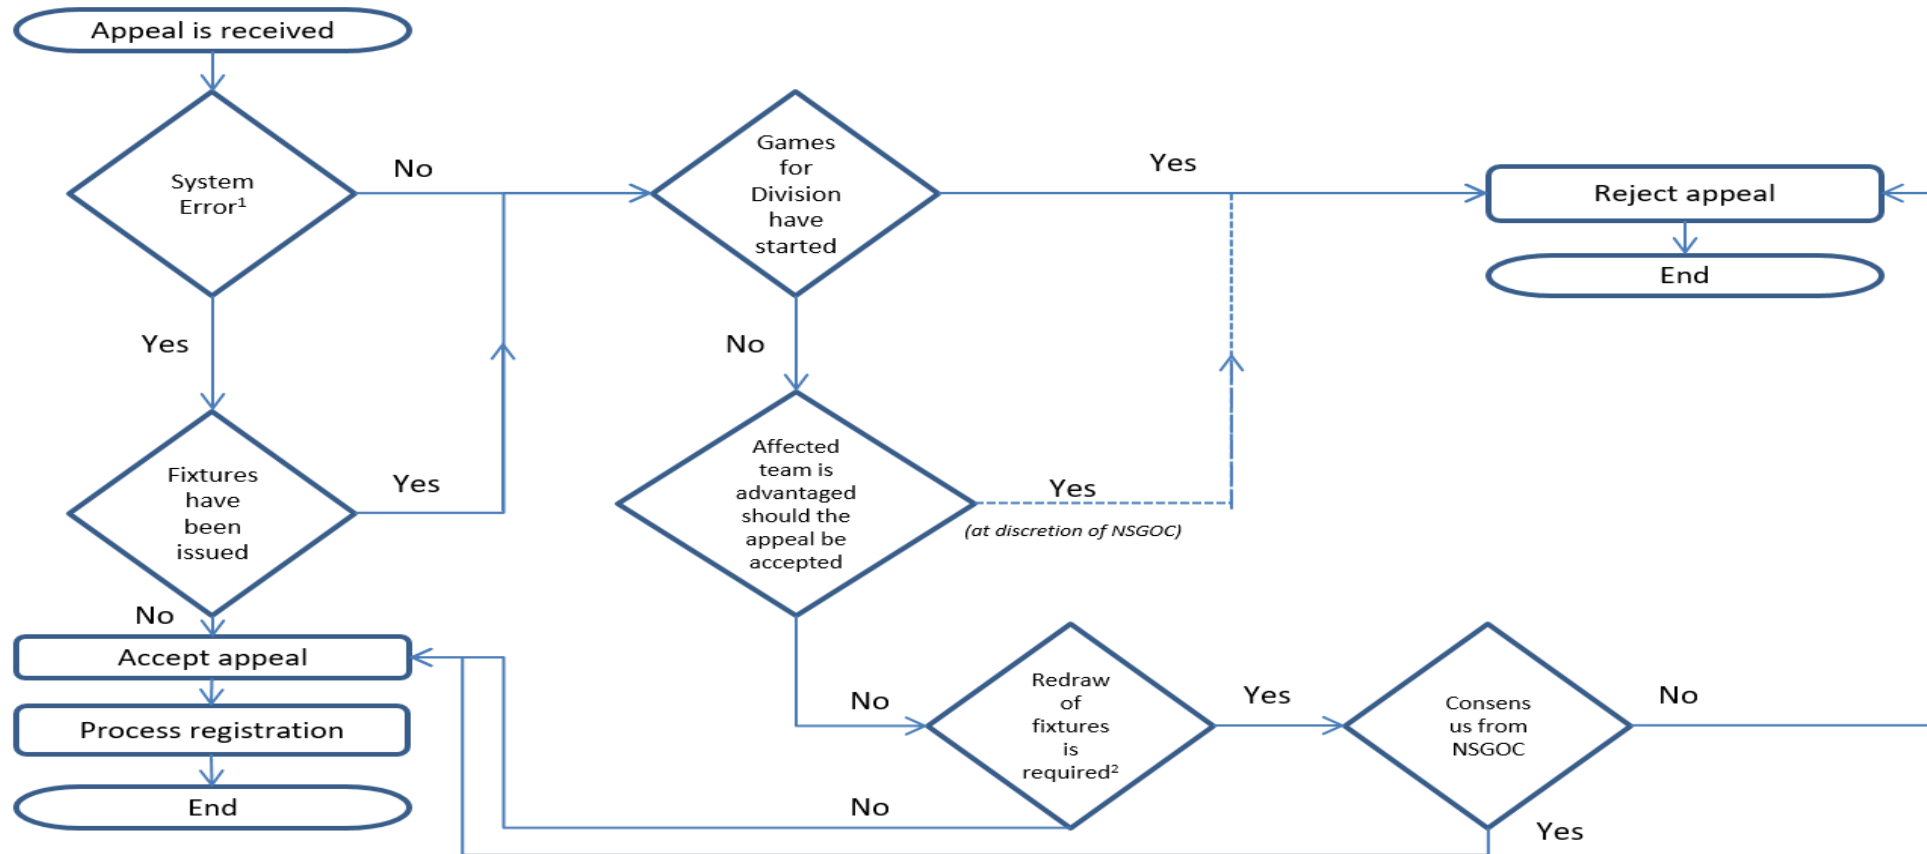 Appeal is received
System
Error¹
No
Yes
Fixtures
have
been
issued
Yes
No
Accept appeal
Process registration
End
Games
for
Division
have
started
Yes
No
Affected
team is
advantaged
should the
appeal be
accepted
Yes
(at discretion of NSGOC)
No
Redraw
of
fixtures
is
required²
Yes
No
Consens
us from
NSGOC
No
Yes
Reject appeal
End